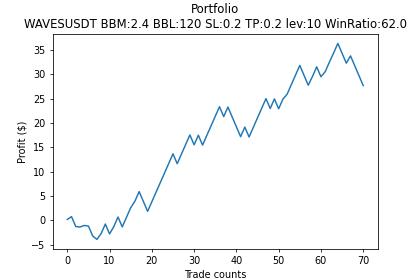 Portfolio
WAVESUSDT BBM:2.4 BBL:120 SL:0.2 TP:0.2 lev:10 WinRatio:62.0
35
30
25
20
15
10
5
0
−5
Profit ($)
0 10 20 30 40 50 60 70
Trade counts